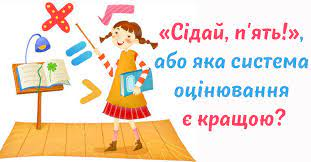 «Сідай, п'ять!»,
або яка система
оцінювання
є кращою?